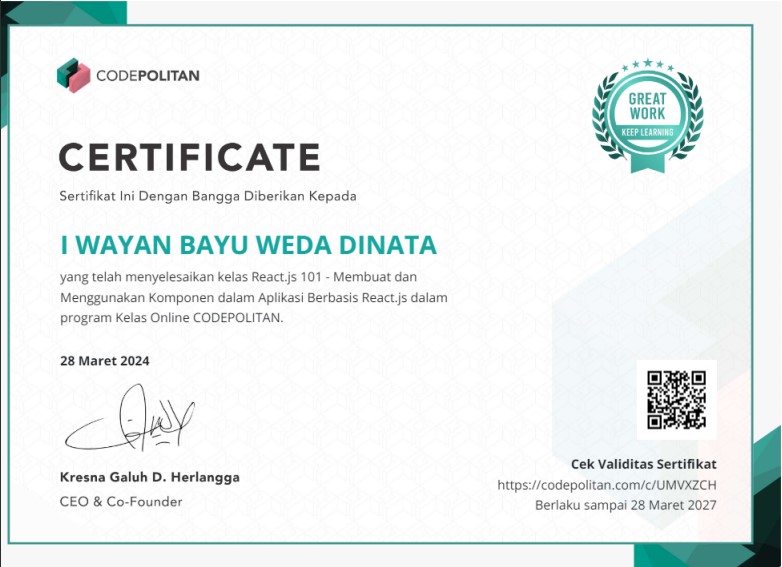 CODEPOLITAN
GREAT
WORK
KEEP LEARNING
CERTIFICATE
Sertifikat Ini Dengan Bangga Diberikan Kepada
I WAYAN BAYU WEDA DINATA
yang telah menyelesaikan kelas React.js 101 - Membuat dan
Menggunakan Komponen dalam Aplikasi Berbasis React.js dalam
program Kelas Online CODEPOLITAN.
28 Maret 2024
Kresna Galuh D. Herlangga
CEO & Co-Founder
Cek Validitas Sertifikat
https://codepolitan.com/c/UMVXZCH
Berlaku sampai 28 Maret 2027